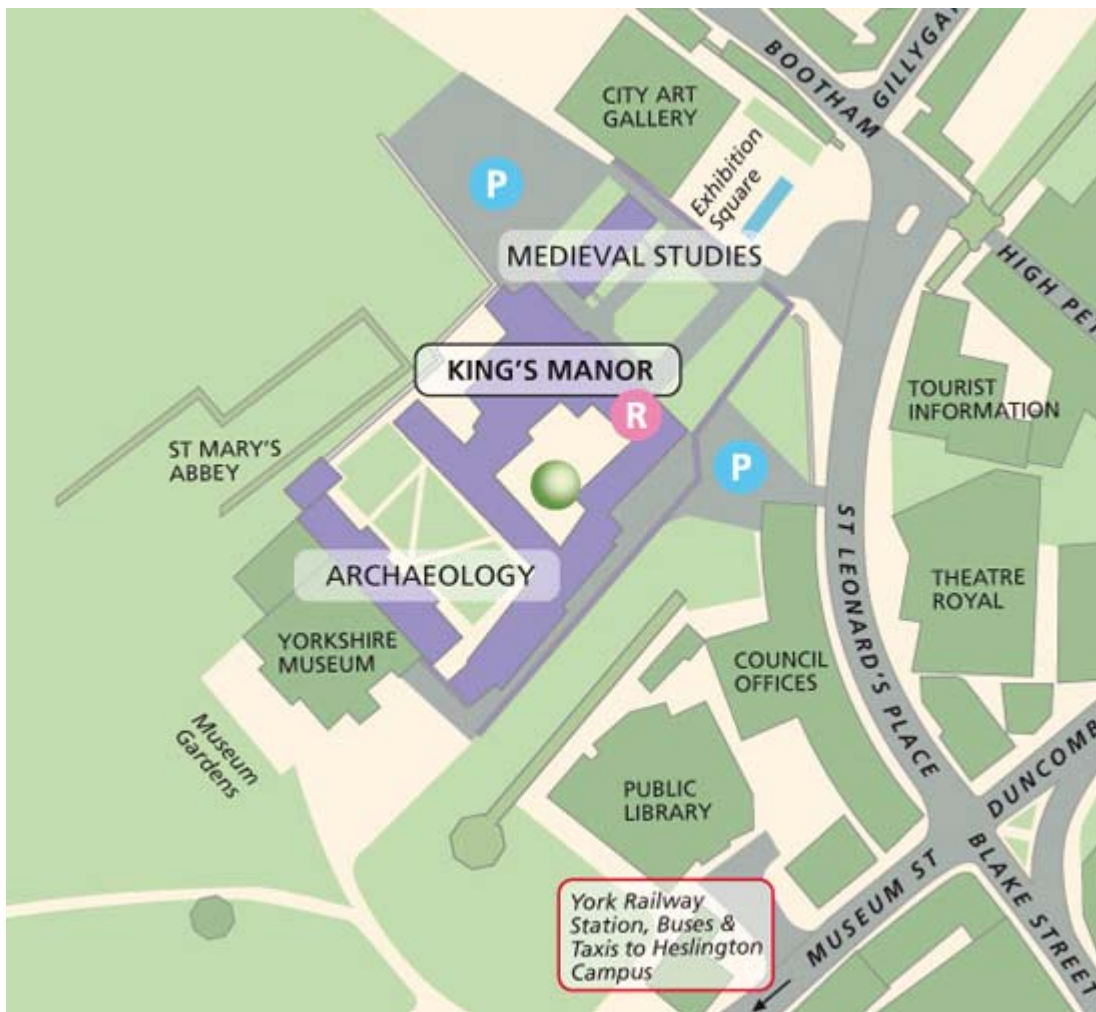 BOOTHAM
GILLYGA
CITY ART
GALLERY
Exhibition
Square
P
MEDIEVAL STUDIES
HIGH PET
KING'S MANOR
R
TOURIST
INFORMATION
ST MARY'S
ABBEY
P
ST LEONARD'S PLACE
ARCHAEOLOGY
THEATRE
ROYAL
YORKSHIRE
MUSEUM
COUNCIL
OFFICES
Museum
Gardens
PUBLIC
LIBRARY
DUNCOMB
BLAKE STREET
MUSEUM ST
York Railway
Station, Buses &
Taxis to Heslington
Campus